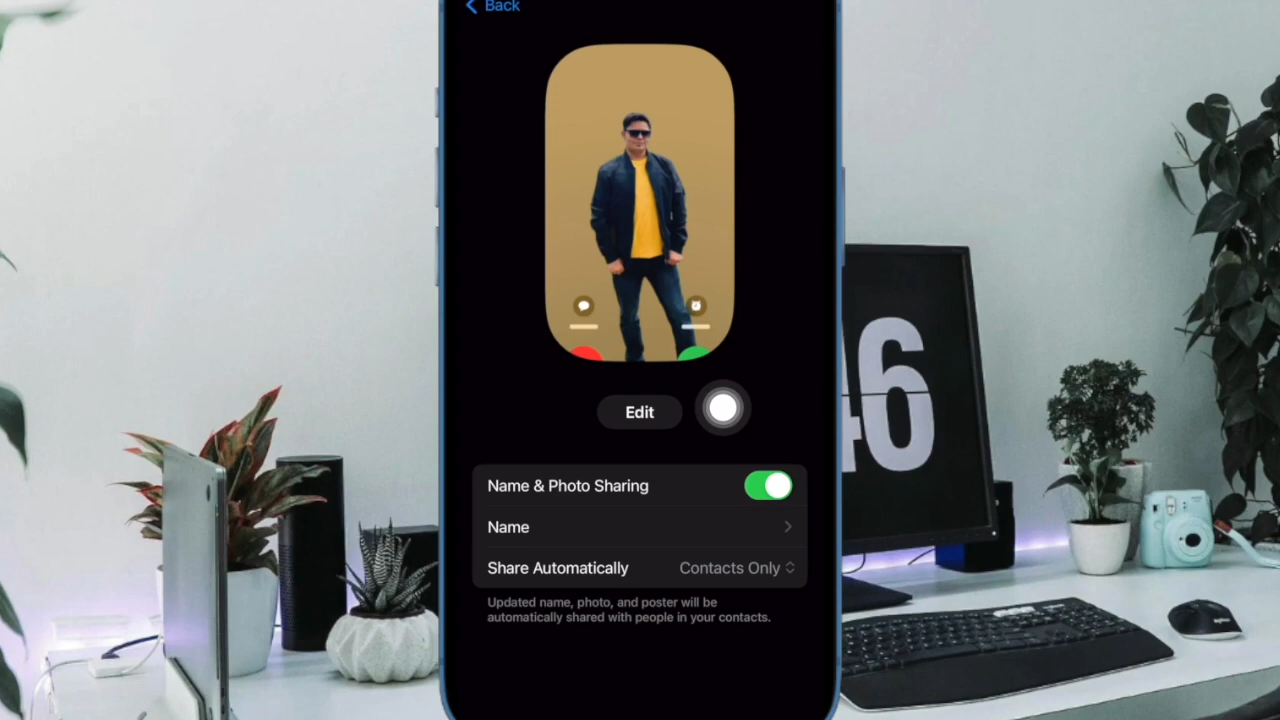 Back
Edit
Name & Photo Sharing
Name
Share Automatically
Contacts Only
Updated name, photo, and poster will be
automatically shared with people in your contacts.
46